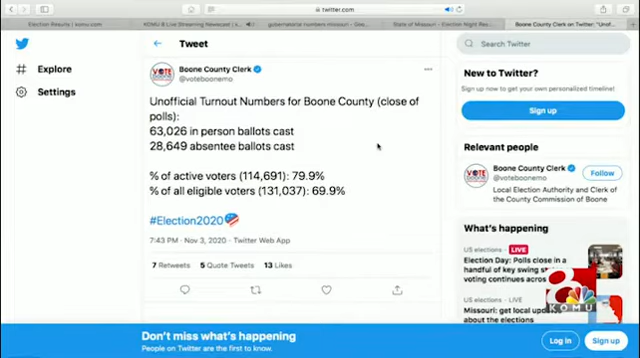 twitter.com
Election Results | komu.com
KOMU 8 Live Streaming Newscast | k...
gubernatorial numbers missouri - Goo...
State of Missouri - Election Night Rep...
Boone County Clerk on Twitter: "Unof...
Tweet
Search Twitter
Explore
Settings
VOTE
BOONE
Boone County Clerk
@voteboonemo
Unofficial Turnout Numbers for Boone County (close of
polls):
63,026 in person ballots cast
28,649 absentee ballots cast
% of active voters (114,691): 79.9%
% of all eligible voters (131,037): 69.9%
#Election2020
7:43 PM · Nov 3, 2020 · Twitter Web App
7 Retweets 5 Quote Tweets 13 Likes
New to Twitter?
Sign up now to get your own personalized timeline!
Sign up
Relevant people
VOTE
Boone County Clerk
@voteboonemo
Follow
Local Election Authority and Clerk of
the County Commission of Boone
What's happening
US elections · LIVE
Election Day: Polls close in a
handful of key swing
voting continues across
US elections · LIVE
Missouri: get local
about the elections
8
KOMU
Don't miss what's happening
People on Twitter are the first to know.
Log in
Sign up